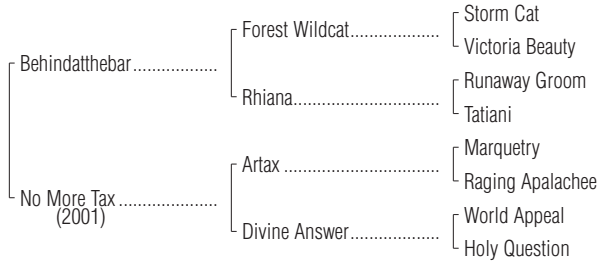 Storm Cat
Forest Wildcat....................
Victoria Beauty
Behindatthebar...................
Runaway Groom
Rhiana.................................
Tatiani
Marquetry
Artax ...................................
Raging Apalachee
No More Tax......................
(2001)
World Appeal
Divine Answer....................
Holy Question